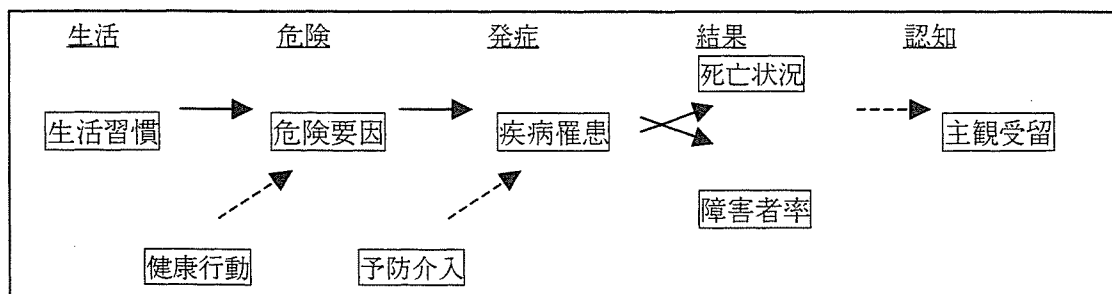 生活 危険 発症 結果 認知
死亡状況
生活習慣 危険要因 疾病罹患 主観受留
障害者率
健康行動 予防介入